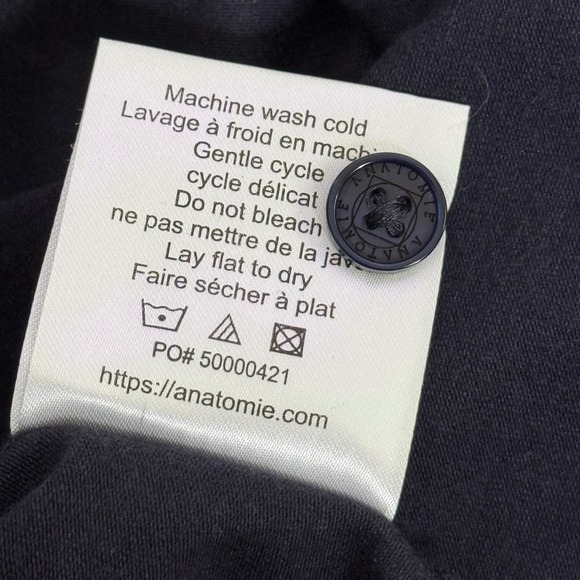 Machine wash cold
Lavage à froid en
Gentle cycle
cycle délicat
Do not bleach
ne pas mettre de la
Lay flat to dry
Faire sécher à plat
PO# 50000421
https://anatomie.com
ANATOMIE ANATOMIE